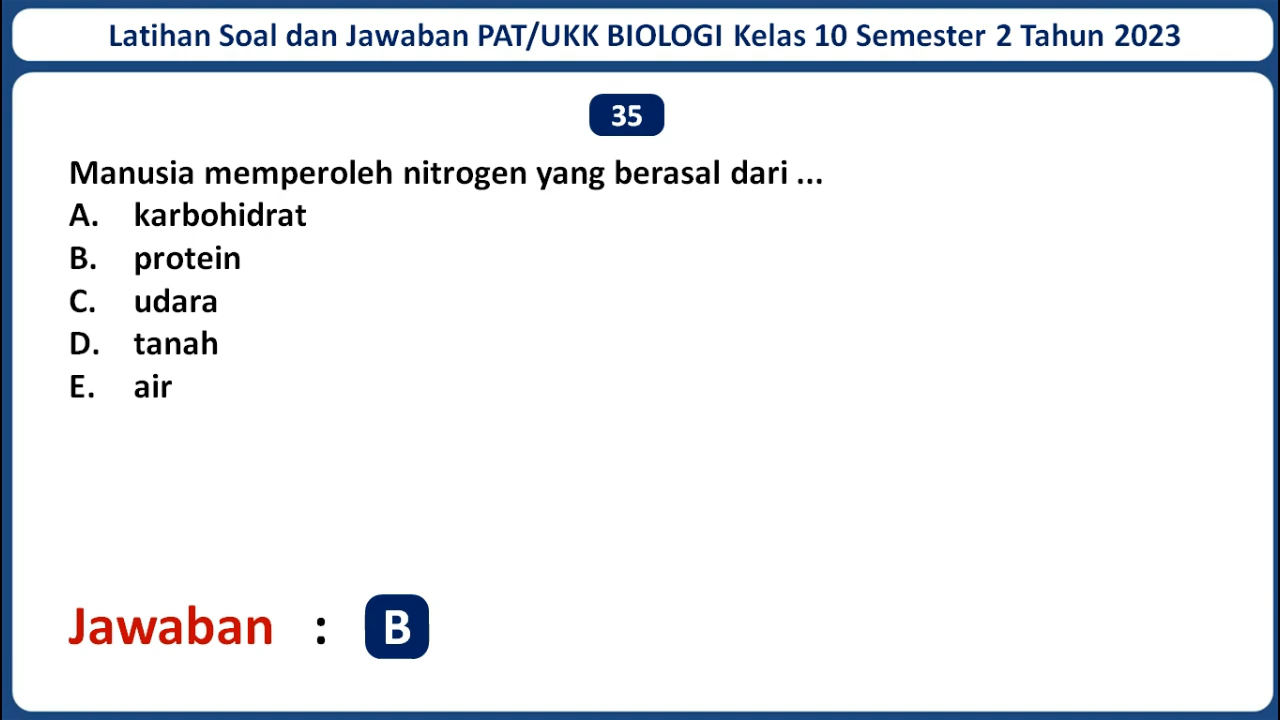 Latihan Soal dan Jawaban PAT/UKK BIOLOGI Kelas 10 Semester 2 Tahun 2023
35
Manusia memperoleh nitrogen yang berasal dari ...
A. karbohidrat
B. protein
C. udara
D. tanah
E. air
Jawaban : B